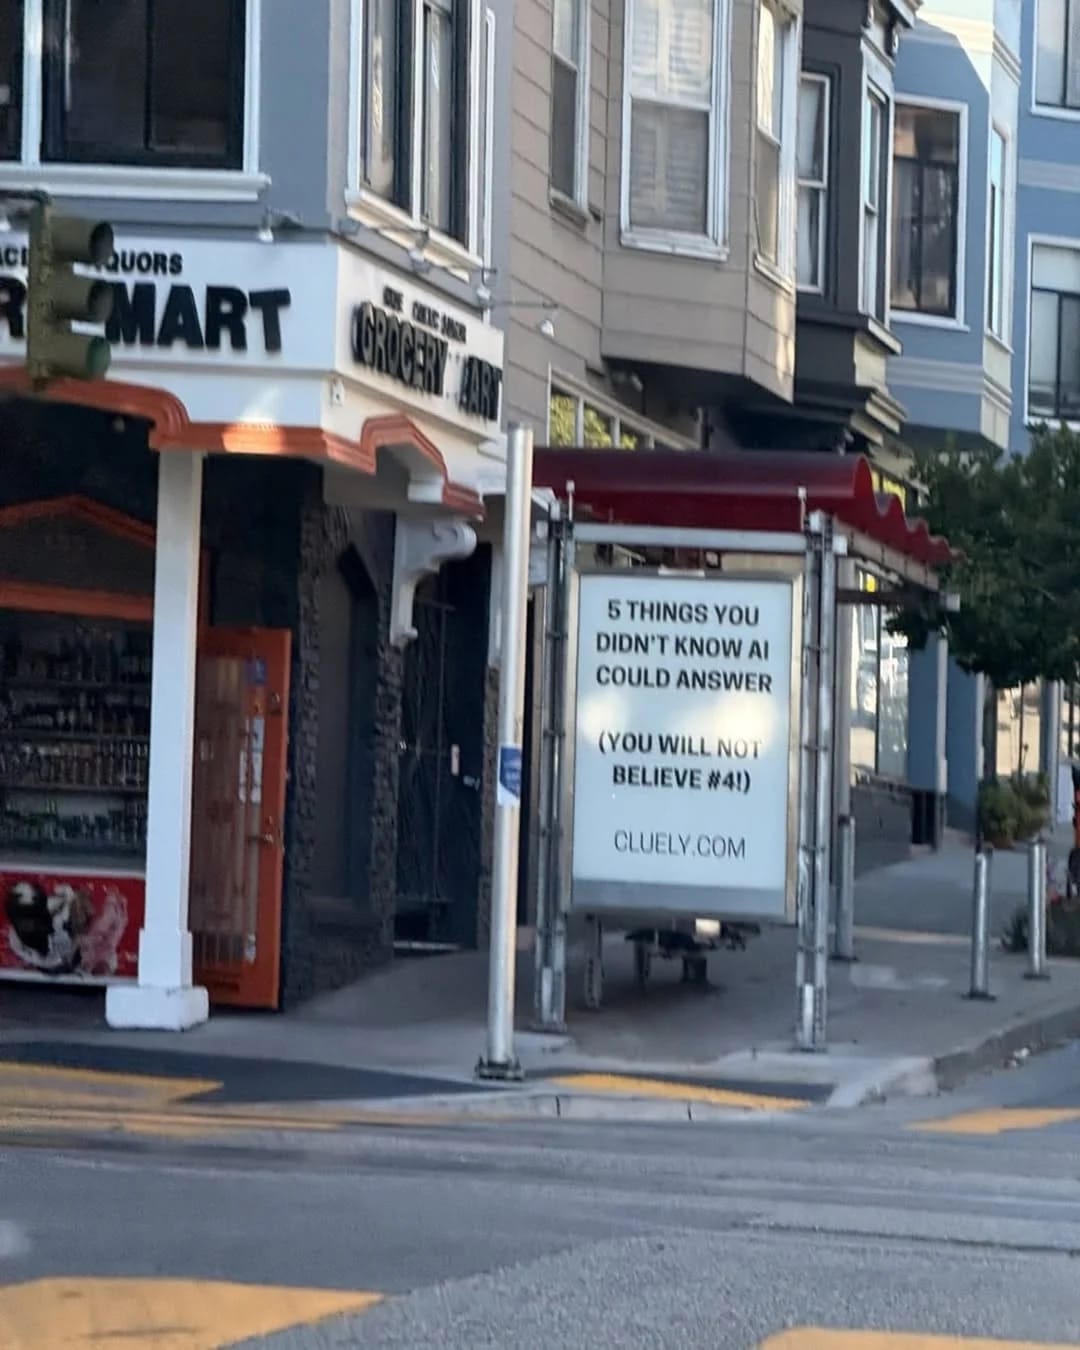 QUORS
MART
GROCERY
5 THINGS YOU
DIDN'T KNOW AI
COULD ANSWER
(YOU WILL NOT
BELIEVE #4!)
CLUELY.COM